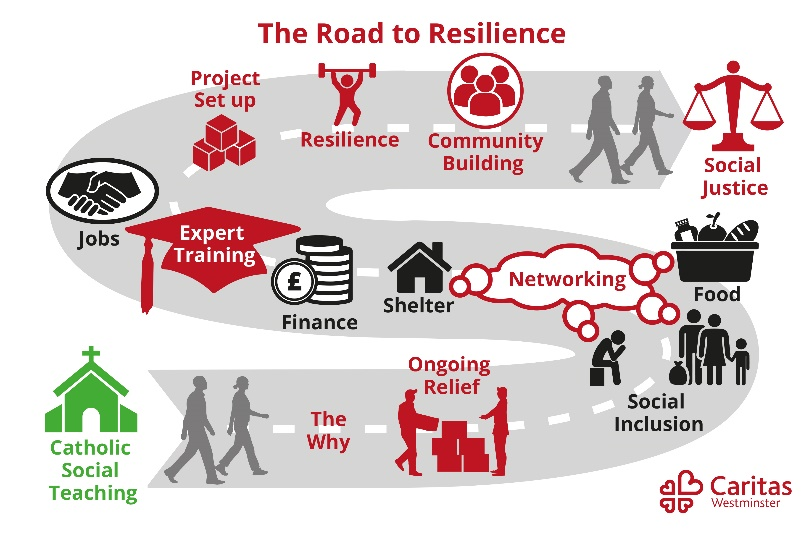 The Road to Resilience
Project
Set up
Resilience
Community
Building
Social
Justice
Jobs
Expert
Training
£
Finance
Shelter
Networking
Food
Social
Inclusion
Ongoing
Relief
The
Why
Catholic
Social
Teaching
Caritas
Westminster